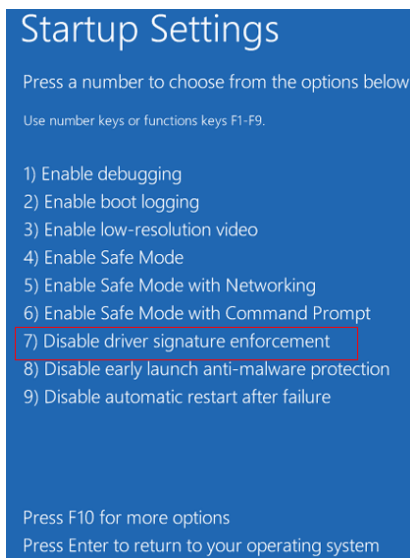 Startup Settings
Press a number to choose from the options below
Use number keys or functions keys F1-F9.
1) Enable debugging
2) Enable boot logging
3) Enable low-resolution video
4) Enable Safe Mode
5) Enable Safe Mode with Networking
6) Enable Safe Mode with Command Prompt
7) Disable driver signature enforcement
8) Disable early launch anti-malware protection
9) Disable automatic restart after failure
Press F10 for more options
Press Enter to return to your operating system